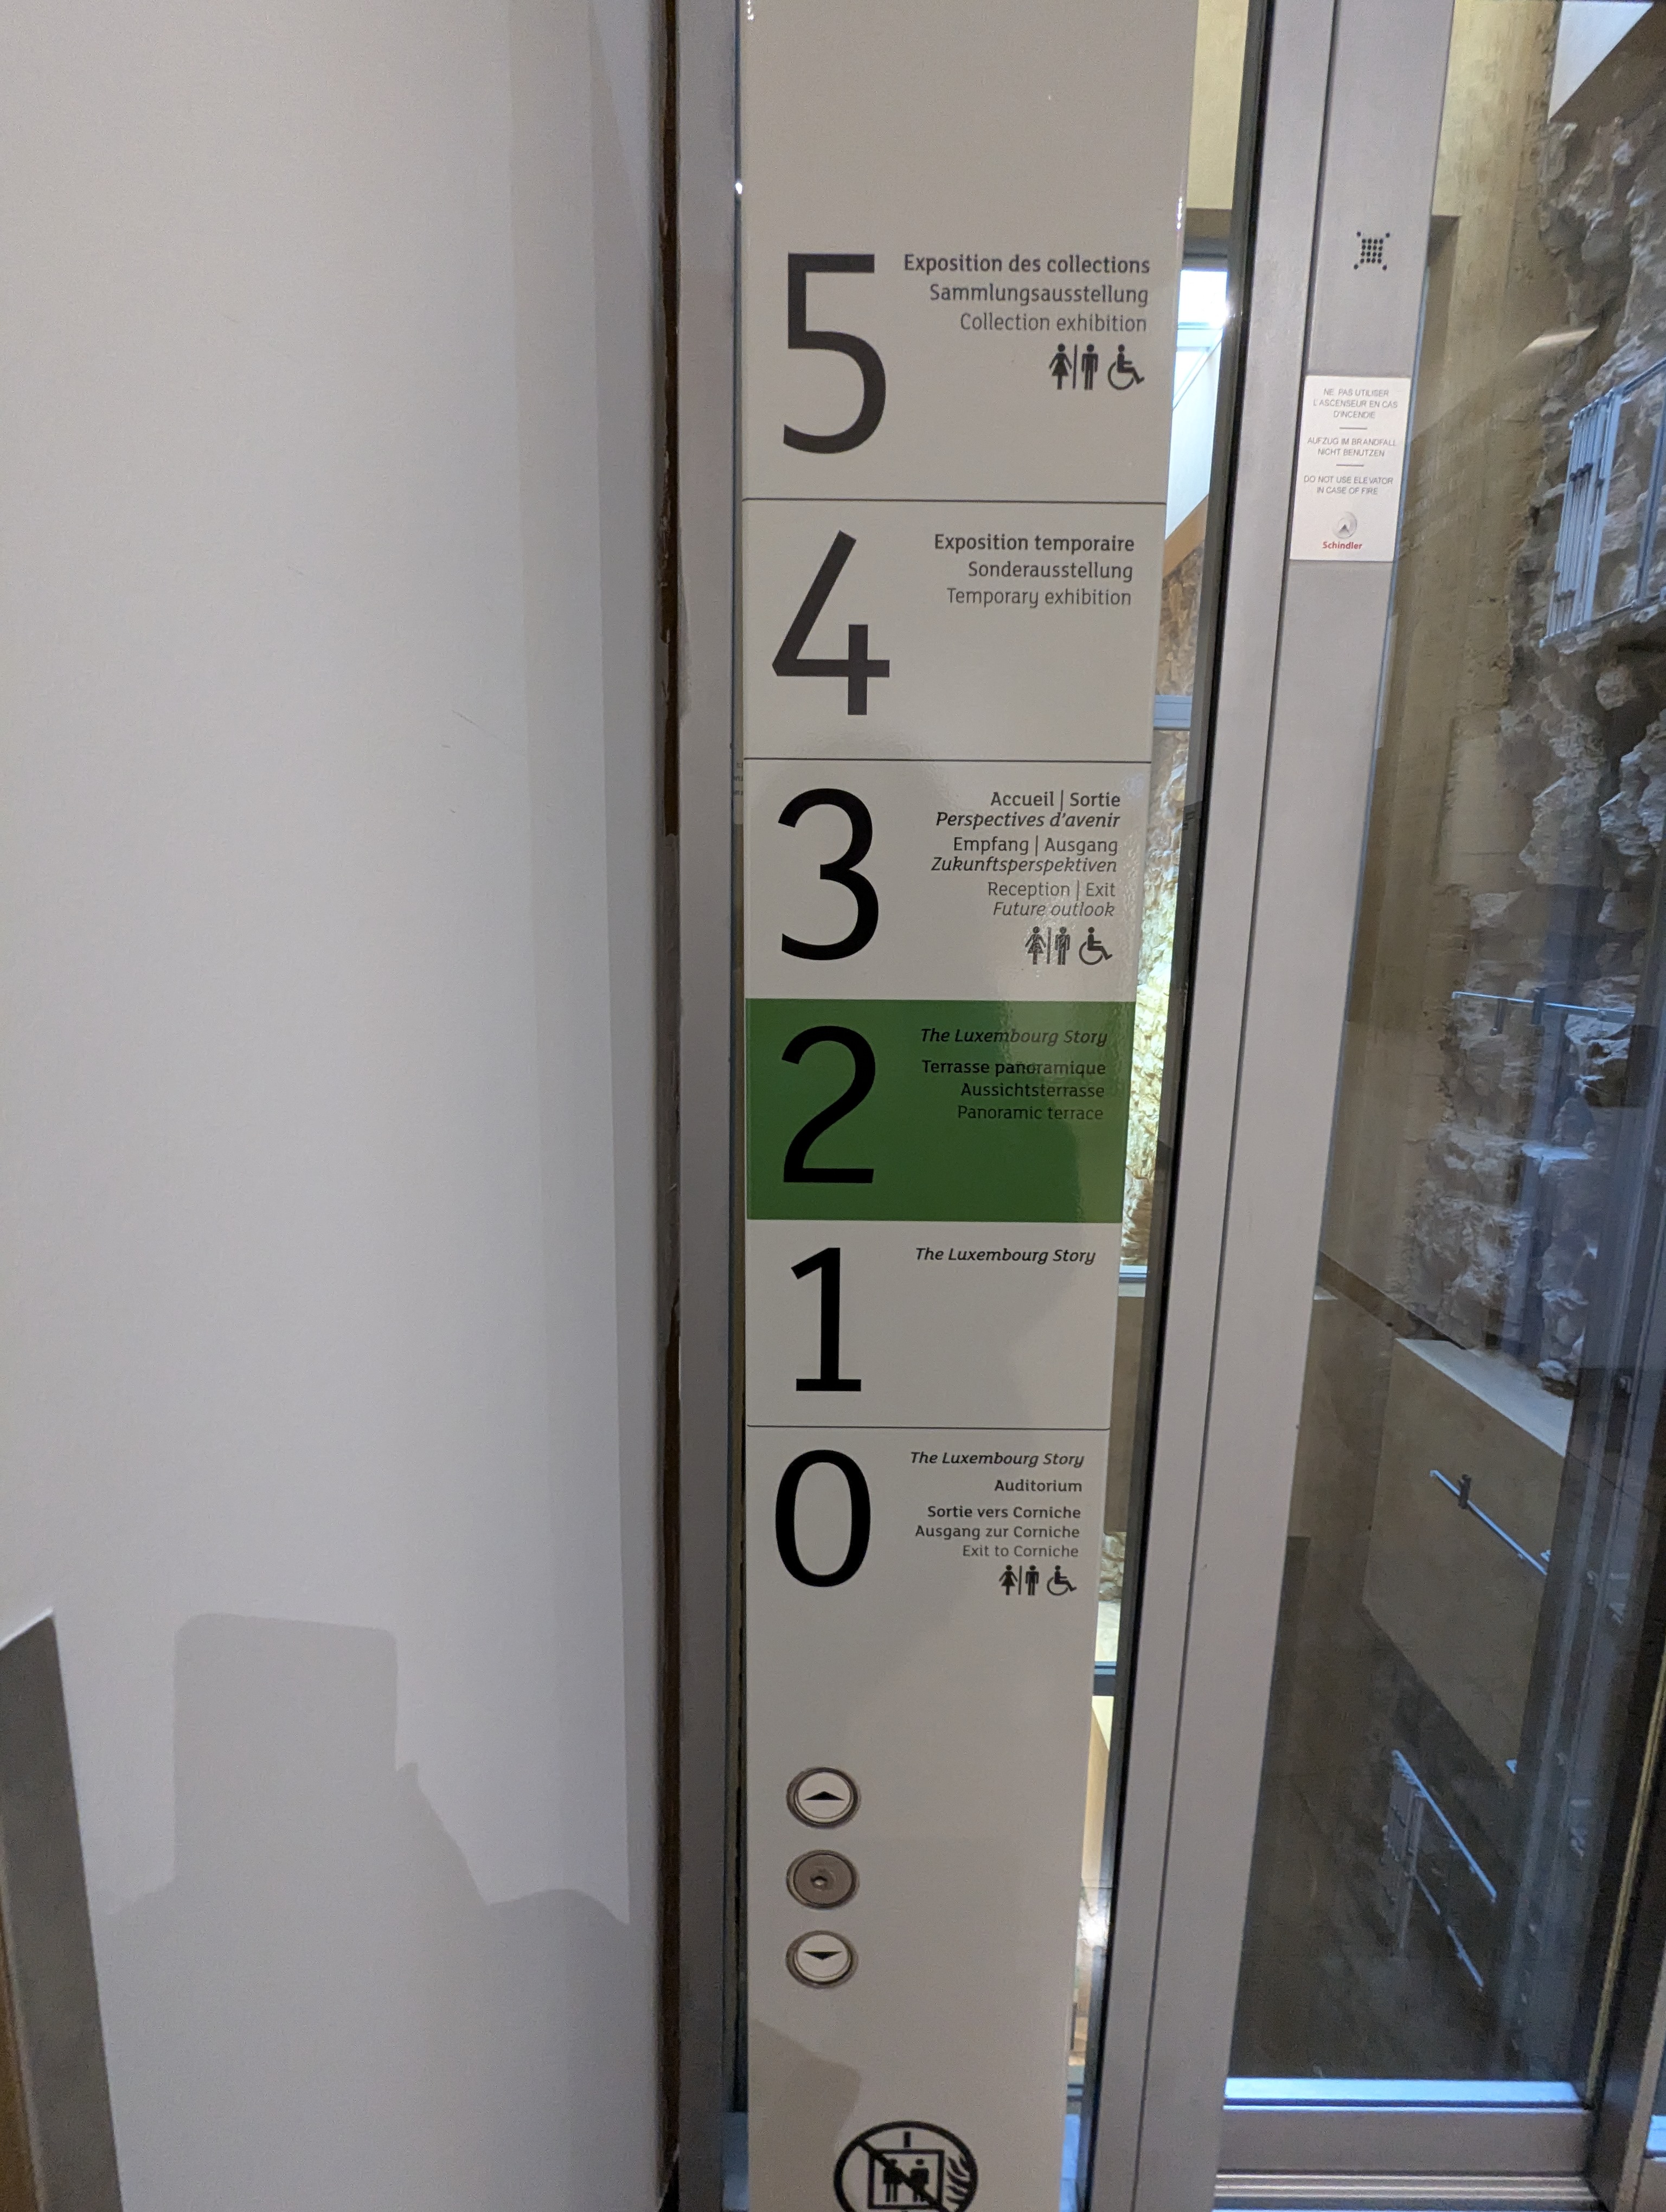 5
Exposition des collections
Sammlungsausstellung
Collection exhibition
4
Exposition temporaire
Sonderausstellung
Temporary exhibition
3
Accueil | Sortie
Perspectives d'avenir
Empfang | Ausgang
Zukunftsperspektiven
Reception | Exit
Future outlook
2
The Luxembourg Story
Terrasse panoramique
Aussichtsterrasse
Panoramic terrace
1
The Luxembourg Story
0
The Luxembourg Story
Auditorium
Sortie vers Corniche
Ausgang zur Corniche
Exit to Corniche
NE PAS UTILISER
L'ASCENSEUR EN CAS
D'INCENDIE
AUFZUG IM BRANDFALL
NICHT BENUTZEN
DO NOT USE ELEVATOR
IN CASE OF FIRE
Schindler